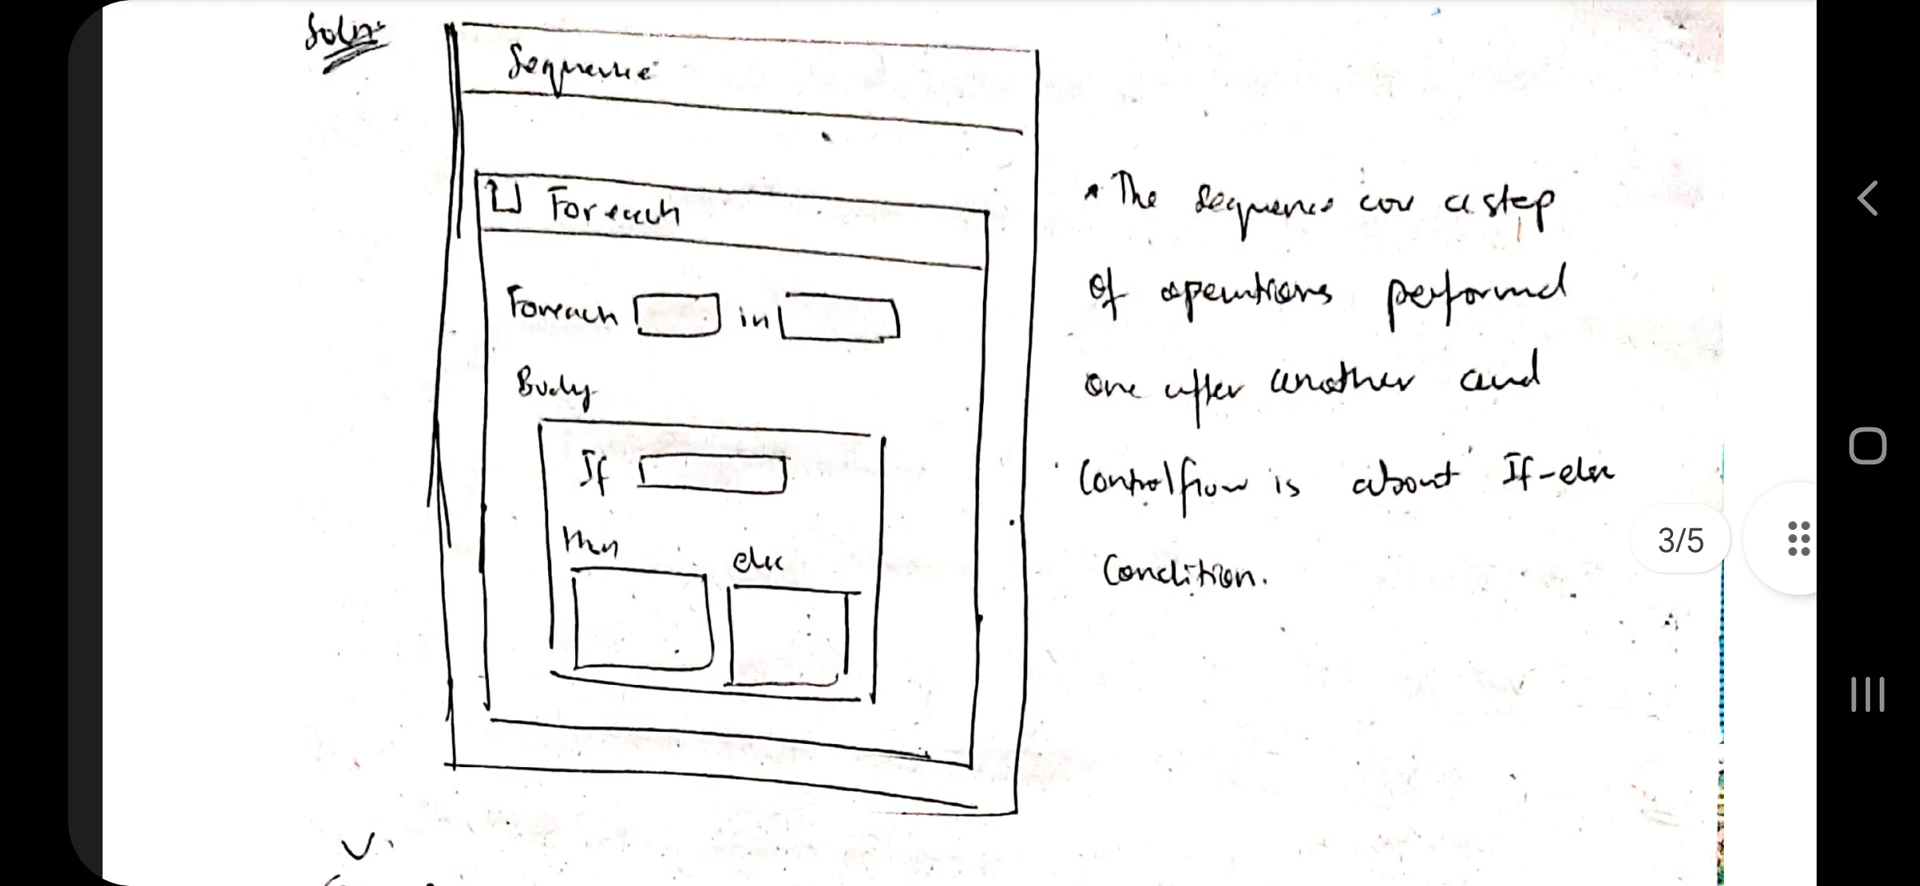 Soln:
Sequence
Foreach
Foreach in
Body
If
then else
* The sequence are a step
of operations performed
one after another and
Controlflow is about If-else
Condition.
3/5